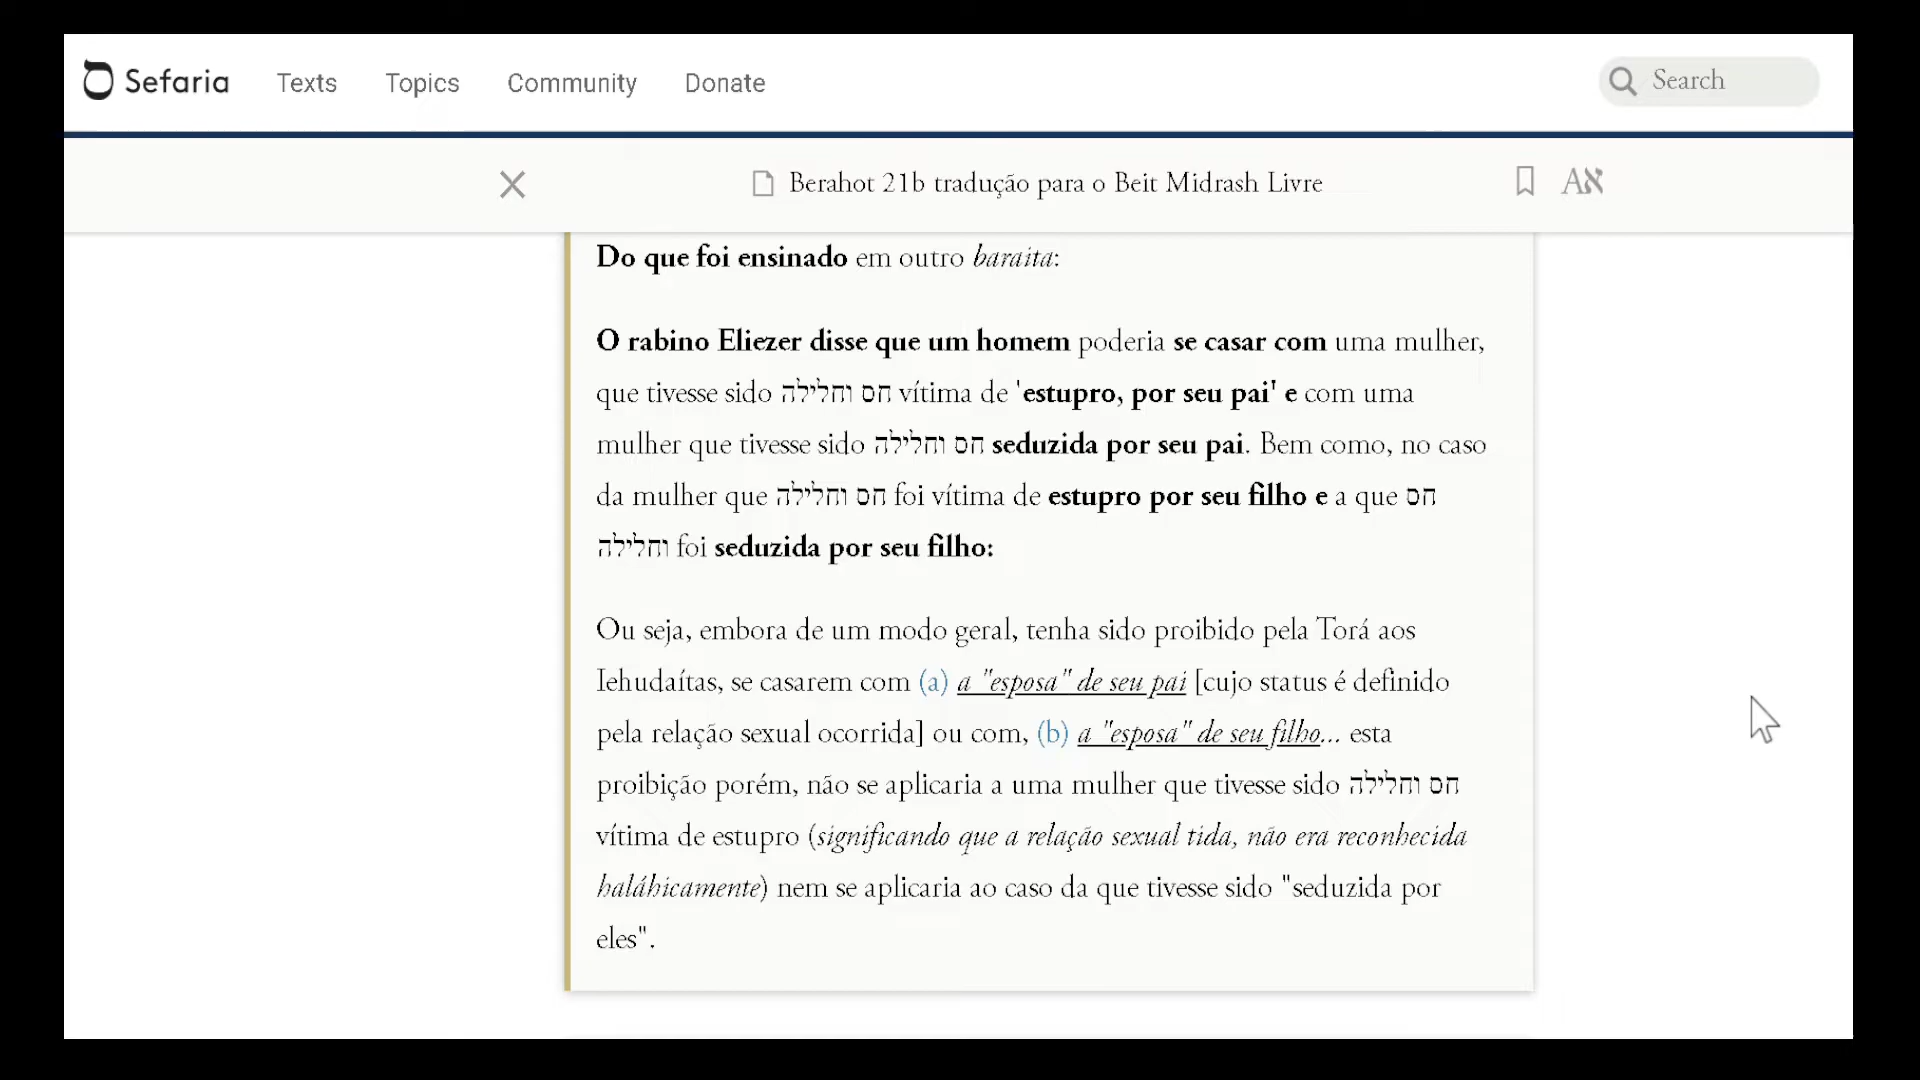 Sefaria Texts Topics Community Donate Search
Berahot 21b tradução para o Beit Midrash Livre Aא
Do que foi ensinado em outro baraita:
O rabino Eliezer disse que um homem poderia se casar com uma mulher,
que tivesse sido חס וחלילה vítima de 'estupro, por seu pai' e com uma
mulher que tivesse sido חס וחלילה seduzida por seu pai. Bem como, no caso
da mulher que חס וחלילה foi vítima de estupro por seu filho e a que חס
וחלילה foi seduzida por seu filho:
Ou seja, embora de um modo geral, tenha sido proibido pela Torá aos
Iehudaítas, se casarem com (a) a "esposa" de seu pai [cujo status é definido
pela relação sexual ocorrida] ou com, (b) a "esposa" de seu filho... esta
proibição porém, não se aplicaria a uma mulher que tivesse sido חס וחלילה
vítima de estupro (significando que a relação sexual tida, não era reconhecida
haláhicamente) nem se aplicaria ao caso da que tivesse sido "seduzida por
eles".